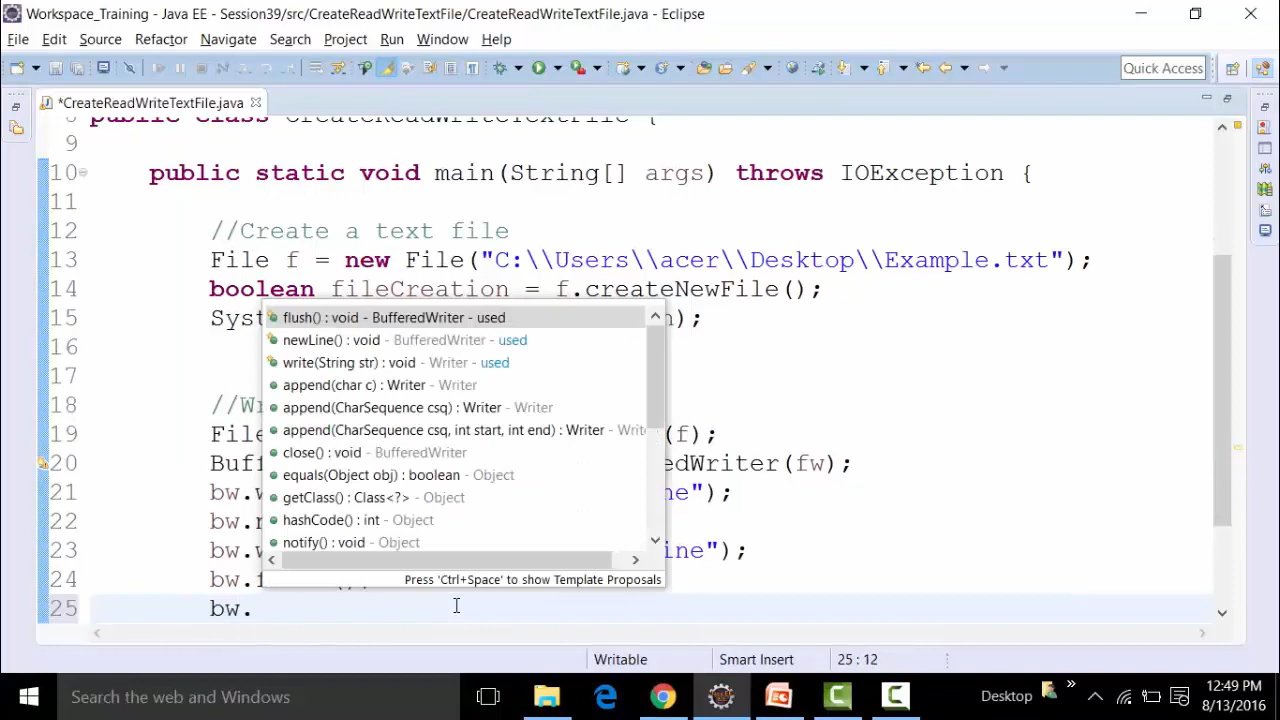 Workspace_Training - Java EE - Session39/src/CreateReadWriteTextFile/CreateReadWriteTextFile.java - Eclipse
File Edit Source Refactor Navigate Search Project Run Window Help
Quick Access
*CreateReadWriteTextFile.java
8 public class CreateReadWriteTextFile {
9
10 public static void main(String[] args) throws IOException {
11
12 //Create a text file
13 File f = new File("C:\\Users\\acer\\Desktop\\Example.txt");
14 boolean fileCreation = f.createNewFile();
15 Syst n);
16
17
18 //Wr
19 File (f);
20 Buff edWriter(fw);
21 bw.w ne");
22 bw.n
23 bw.w ine");
24 bw.f ();
25 bw.
flush() : void - BufferedWriter - used
newLine() : void - BufferedWriter - used
write(String str) : void - Writer - used
append(char c) : Writer - Writer
append(CharSequence csq) : Writer - Writer
append(CharSequence csq, int start, int end) : Writer - Write
close() : void - BufferedWriter
equals(Object obj) : boolean - Object
getClass() : Class<?> - Object
hashCode() : int - Object
notify() : void - Object
Press 'Ctrl+Space' to show Template Proposals
Writable Smart Insert 25 : 12
Search the web and Windows
Desktop
12:49 PM
8/13/2016